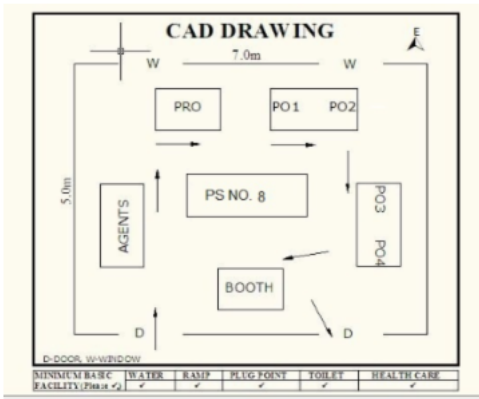 CAD DRAWING
E
7.0m
W W
PRO
PO1 PO2
5.0m
AGENTS
PS NO. 8
PO3 PO4
BOOTH
D D
D-DOOR, W-WINDOW
MINIMUM BASIC FACILITY(Please ✓) WATER RAMP PLUG POINT TOILET HEALTH CARE
✓ ✓ ✓ ✓ ✓